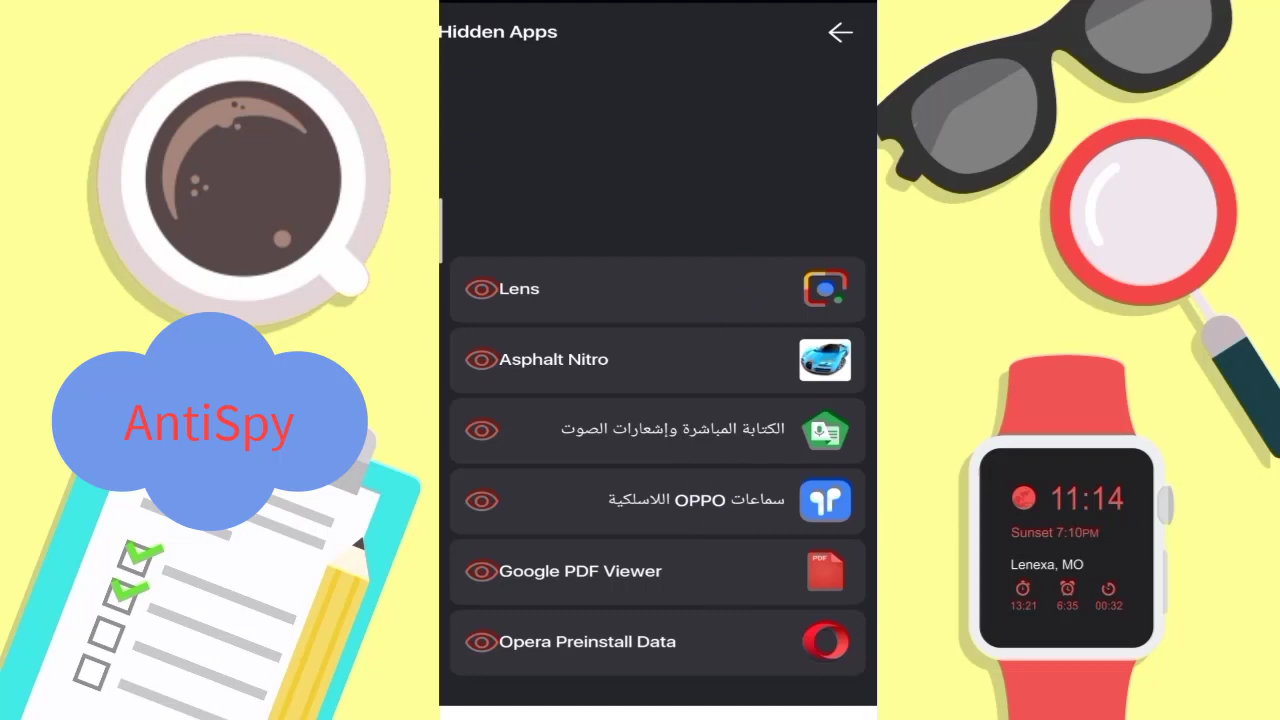 Hidden Apps
Lens
Asphalt Nitro
الكتابة المباشرة وإشعارات الصوت
سماعات OPPO اللاسلكية
PDF
Google PDF Viewer
Opera Preinstall Data
AntiSpy
11:14
Sunset 7:10PM
Lenexa, MO
13:21 6:35 00:32